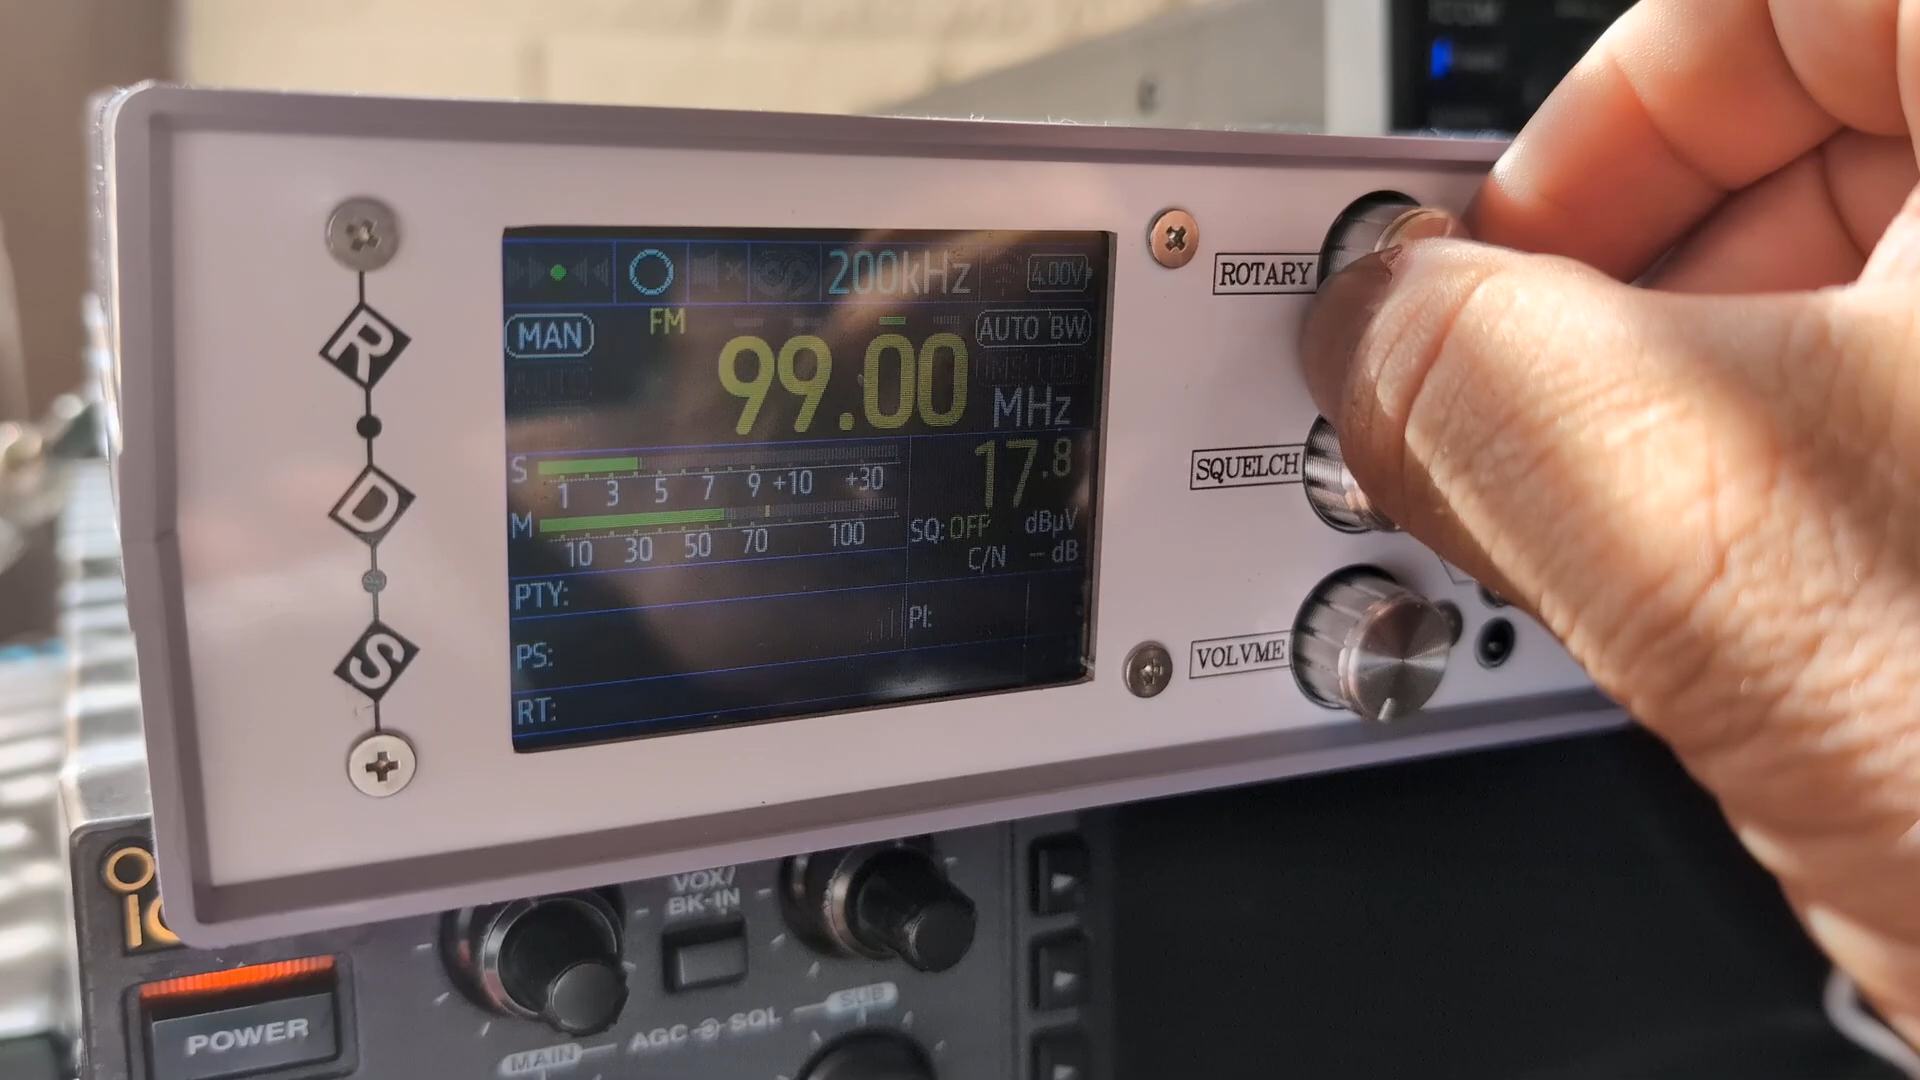 ICOM
200kHz
4.00V
MAN
FM
AUTO BW
AUTO
99.00
MHz
S
1 3 5 7 9 +10 +30
17.8
M
10 30 50 70 100
SQ: OFF
dBµV
C/N -- dB
PTY:
PI:
PS:
RT:
R
D
S
ROTARY
SQUELCH
VOLVME
VOX/
BK-IN
POWER
AGC SQL
SUB
MAIN